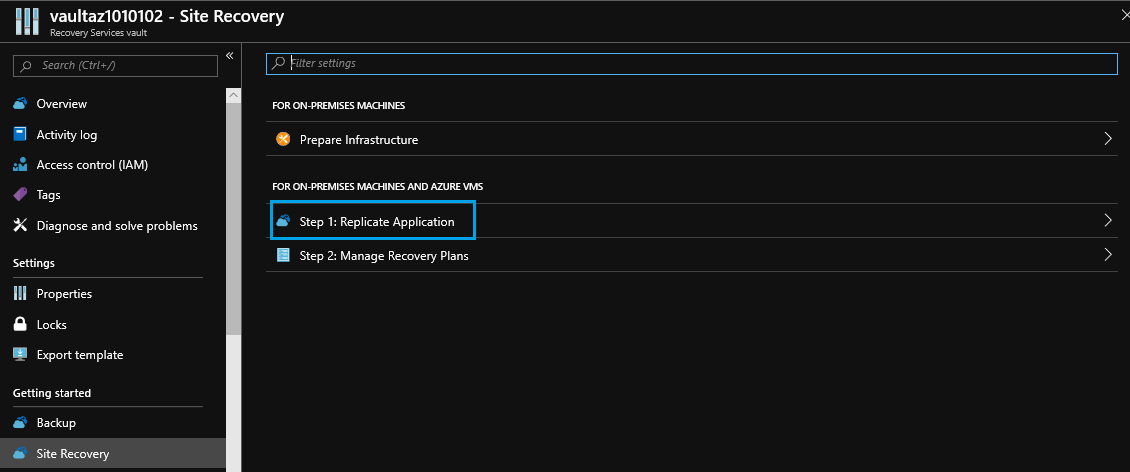 vaultaz1010102 - Site Recovery
Recovery Services vault
Search (Ctrl+/)
«
Overview
Activity log
Access control (IAM)
Tags
Diagnose and solve problems
Settings
Properties
Locks
Export template
Getting started
Backup
Site Recovery
Filter settings
FOR ON-PREMISES MACHINES
Prepare Infrastructure
FOR ON-PREMISES MACHINES AND AZURE VMS
Step 1: Replicate Application
Step 2: Manage Recovery Plans